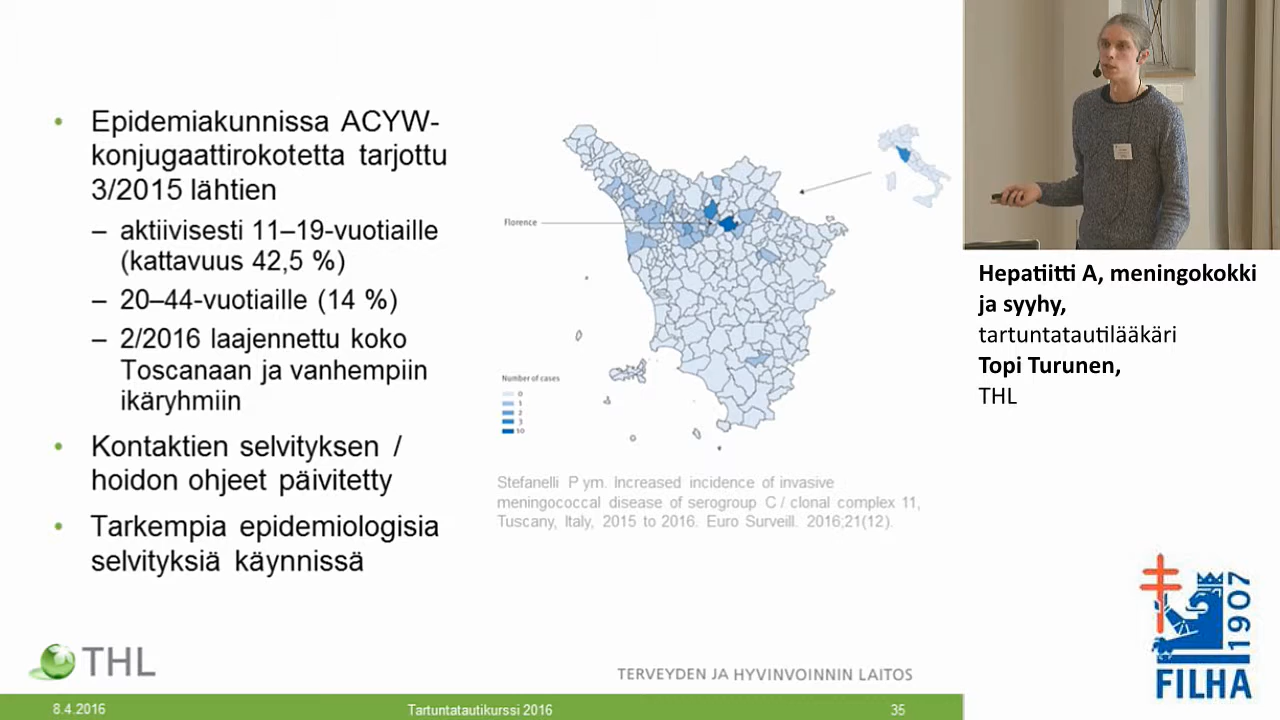 • Epidemiakunnissa ACYW-
konjugaattirokotetta tarjottu
3/2015 lähtien
– aktiivisesti 11–19-vuotiaille
(kattavuus 42,5 %)
– 20–44-vuotiaille (14 %)
– 2/2016 laajennettu koko
Toscanaan ja vanhempiin
ikäryhmiin
• Kontaktien selvityksen /
hoidon ohjeet päivitetty
• Tarkempia epidemiologisia
selvityksiä käynnissä
Florence
Number of cases
0
1
2
3
10
Stefanelli P ym. Increased incidence of invasive
meningococcal disease of serogroup C / clonal complex 11,
Tuscany, Italy, 2015 to 2016. Euro Surveill. 2016;21(12).
THL
TERVEYDEN JA HYVINVOINNIN LAITOS
8.4.2016
Tartuntatautikurssi 2016
35
Hepatiitti A, meningokokki
ja syyhy,
tartuntatautilääkäri
Topi Turunen,
THL
1907
FILHA